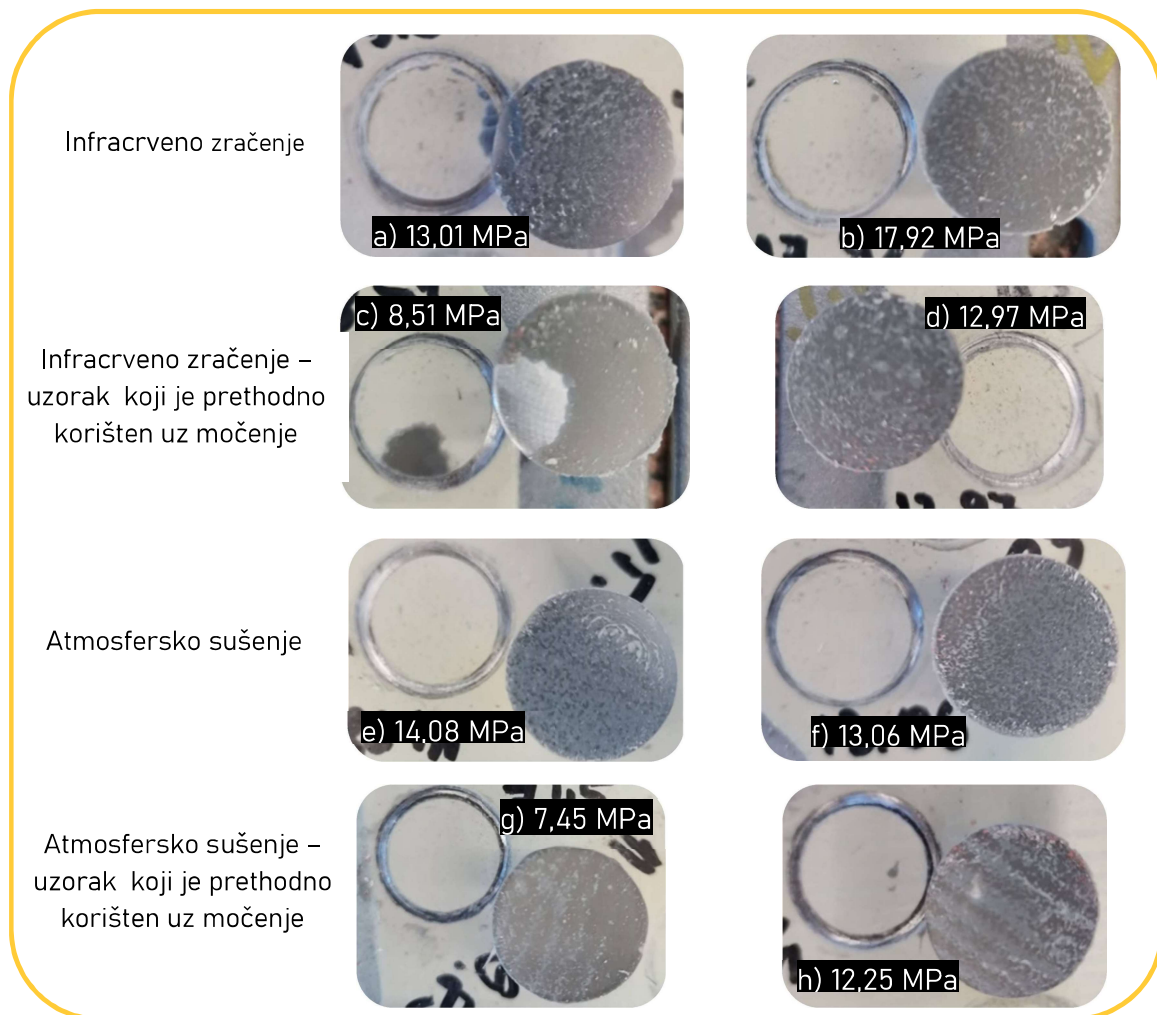 Infracrveno zračenje
a) 13,01 MPa
b) 17,92 MPa
Infracrveno zračenje –
uzorak koji je prethodno
korišten uz močenje
c) 8,51 MPa
d) 12,97 MPa
Atmosfersko sušenje
e) 14,08 MPa
f) 13,06 MPa
Atmosfersko sušenje –
uzorak koji je prethodno
korišten uz močenje
g) 7,45 MPa
h) 12,25 MPa